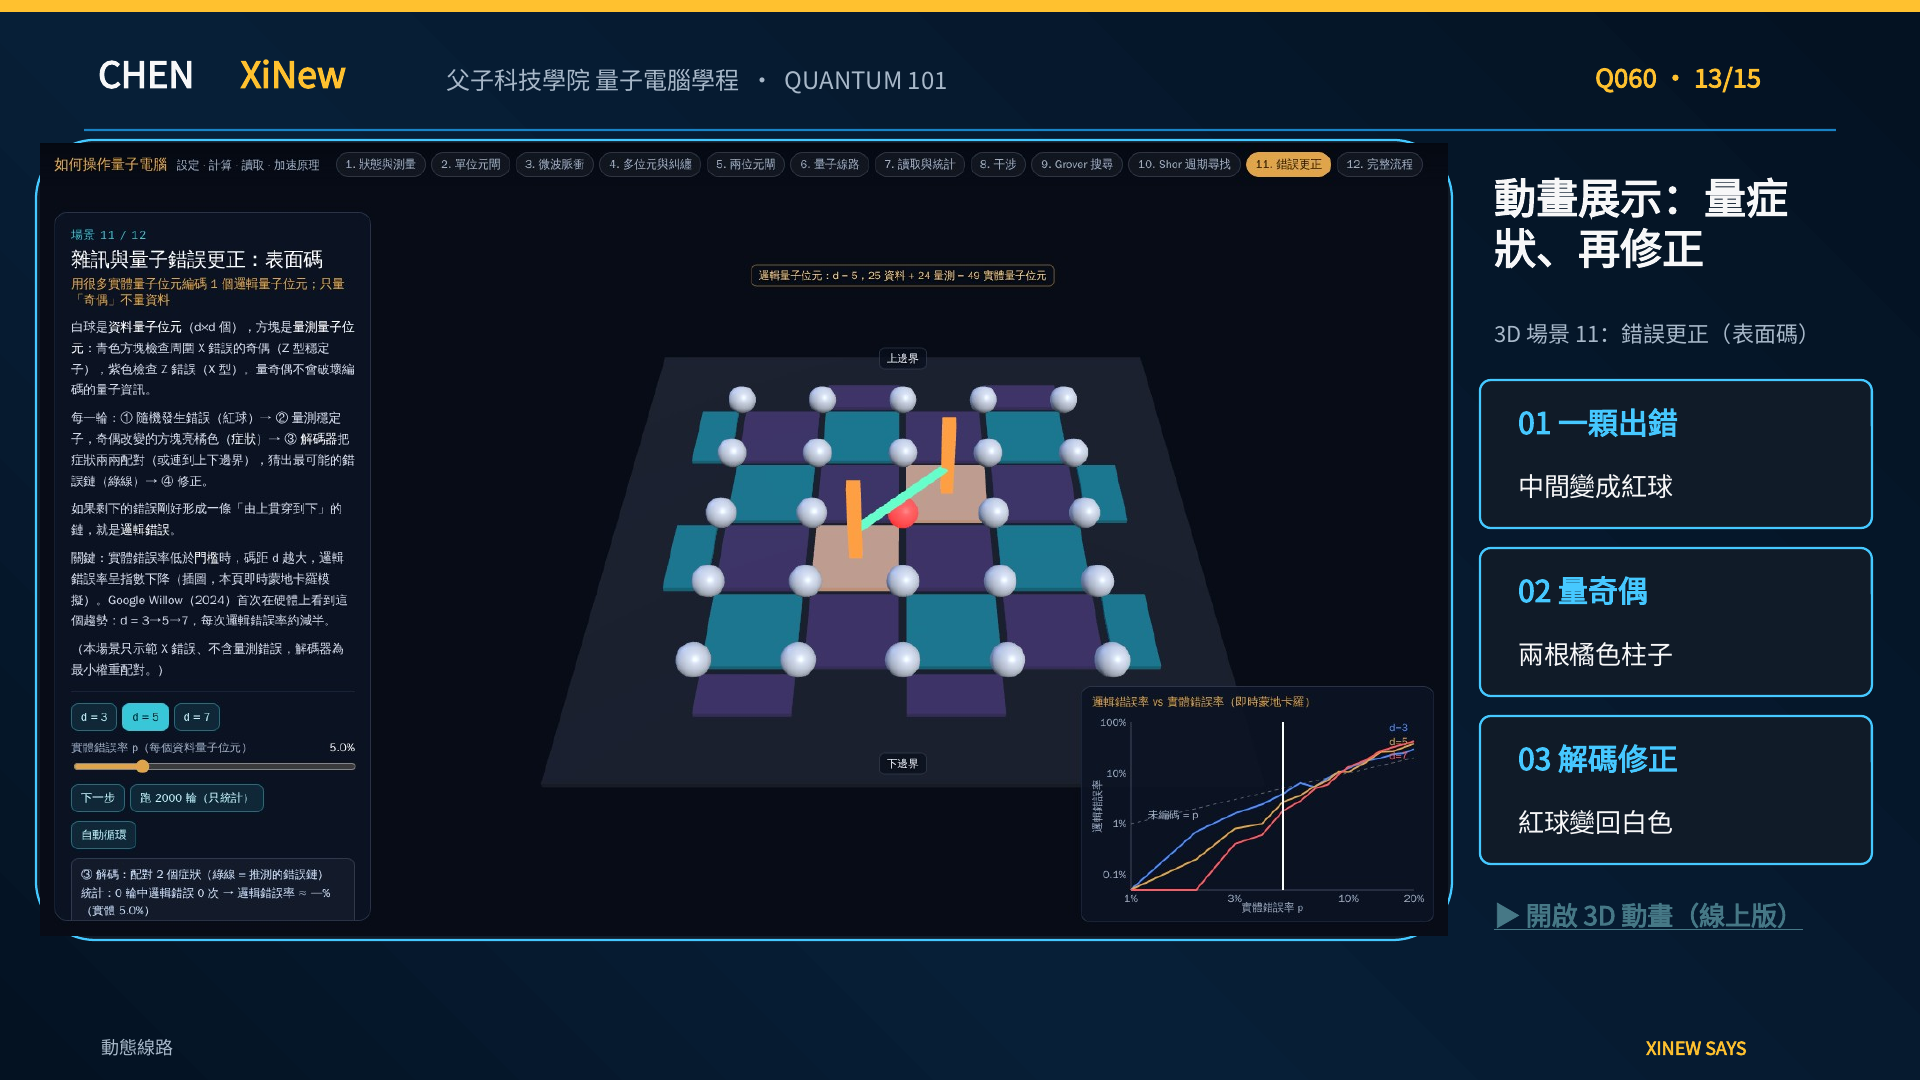 CHEN XiNew 父子科技學院 量子電腦學程 • QUANTUM 101 Q060 • 13/15
如何操作量子電腦 設定 · 計算 · 讀取 · 加速原理 1. 狀態與測量 2. 單位元閘 3. 微波脈衝 4. 多位元與糾纏 5. 兩位元閘 6. 量子線路 7. 讀取與統計 8. 干涉 9. Grover 搜尋 10. Shor 週期尋找 11. 錯誤更正 12. 完整流程
場景 11 / 12
雜訊與量子錯誤更正：表面碼
用很多實體量子位元編碼 1 個邏輯量子位元；只量
「奇偶」不量資料
白球是資料量子位元（d×d 個），方塊是量測量子位
元：青色方塊檢查周圍 X 錯誤的奇偶（Z 型穩定
子），紫色檢查 Z 錯誤（X 型）。量奇偶不會破壞編
碼的量子資訊。
每一輪：① 隨機發生錯誤（紅球）→ ② 量測穩定
子，奇偶改變的方塊亮橘色（症狀）→ ③ 解碼器把
症狀兩兩配對（或連到上下邊界），猜出最可能的錯
誤鏈（綠線）→ ④ 修正。
如果剩下的錯誤剛好形成一條「由上貫穿到下」的
鏈，就是邏輯錯誤。
關鍵：實體錯誤率低於門檻時，碼距 d 越大，邏輯
錯誤率呈指數下降（插圖，本頁即時蒙地卡羅模
擬）。Google Willow（2024）首次在硬體上看到這
個趨勢：d = 3→5→7，每次邏輯錯誤率約減半。
（本場景只示範 X 錯誤、不含量測錯誤，解碼器為
最小權重配對。）
d = 3 d = 5 d = 7
實體錯誤率 p（每個資料量子位元） 5.0%
下一步 跑 2000 輪（只統計）
自動循環
③ 解碼：配對 2 個症狀（綠線 = 推測的錯誤鏈）
統計：0 輪中邏輯錯誤 0 次 → 邏輯錯誤率 ≈ —%
（實體 5.0%）
邏輯量子位元：d = 5，25 資料 + 24 量測 = 49 實體量子位元
上邊界
下邊界
邏輯錯誤率 vs 實體錯誤率（即時蒙地卡羅）
100%
10%
1%
0.1%
邏輯錯誤率
未編碼 = p
d=3
d=5
d=7
1% 3% 10% 20%
實體錯誤率 p
動畫展示：量症
狀、再修正
3D 場景 11：錯誤更正（表面碼）
01 一顆出錯
中間變成紅球
02 量奇偶
兩根橘色柱子
03 解碼修正
紅球變回白色
▶ 開啟 3D 動畫（線上版）
動態線路
XINEW SAYS